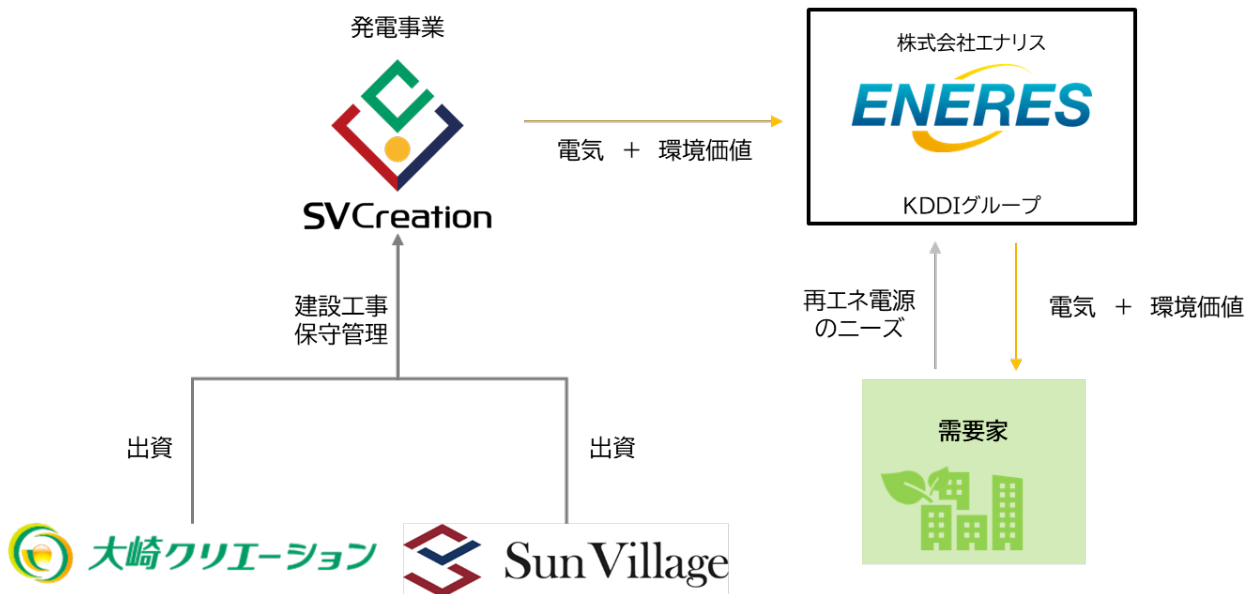 発電事業
SVCreation
電気 + 環境価値
株式会社エナリス
ENERES
KDDIグループ
建設工事
保守管理
再エネ電源
のニーズ
電気 + 環境価値
出資
出資
需要家
大崎クリエーション
Sun Village